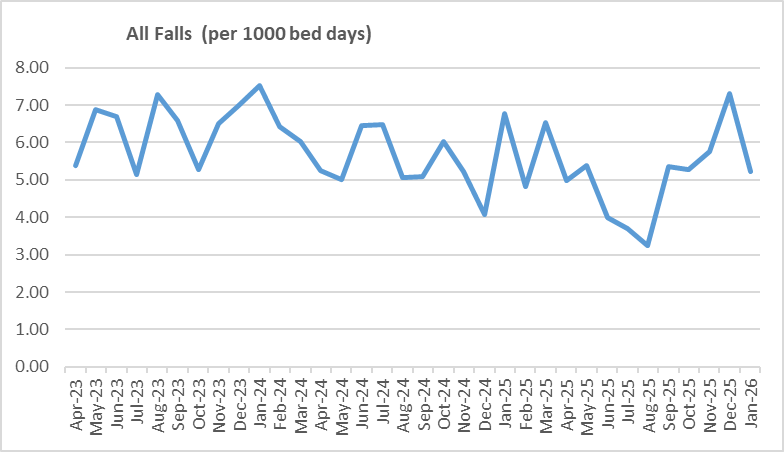 All Falls  (per 1000 bed days)
8.00
7.00
6.00
5.00
4.00
3.00
2.00
1.00
0.00
Apr-23
May-23
Jun-23
Jul-23
Aug-23
Sep-23
Oct-23
Nov-23
Dec-23
Jan-24
Feb-24
Mar-24
Apr-24
May-24
Jun-24
Jul-24
Aug-24
Sep-24
Oct-24
Nov-24
Dec-24
Jan-25
Feb-25
Mar-25
Apr-25
May-25
Jun-25
Jul-25
Aug-25
Sep-25
Oct-25
Nov-25
Dec-25
Jan-26